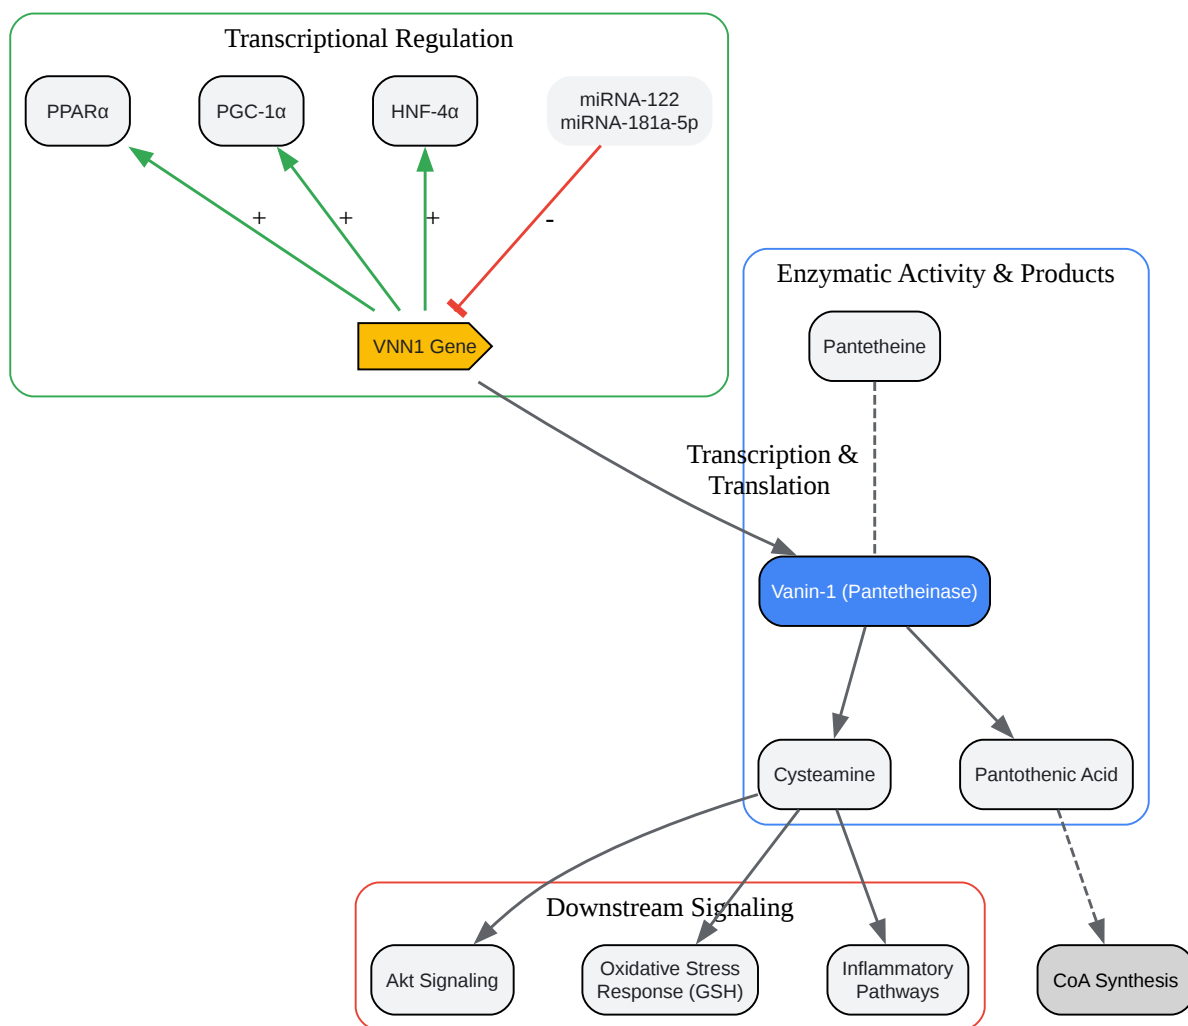 Transcriptional Regulation
PPARα
PGC-1α
HNF-4α
miRNA-122
miRNA-181a-5p
+
+
+
-
VNN1 Gene
Enzymatic Activity & Products
Pantetheine
Transcription &
Translation
Vanin-1 (Pantetheinase)
Cysteamine
Pantothenic Acid
Downstream Signaling
Akt Signaling
Oxidative Stress
Response (GSH)
Inflammatory
Pathways
CoA Synthesis